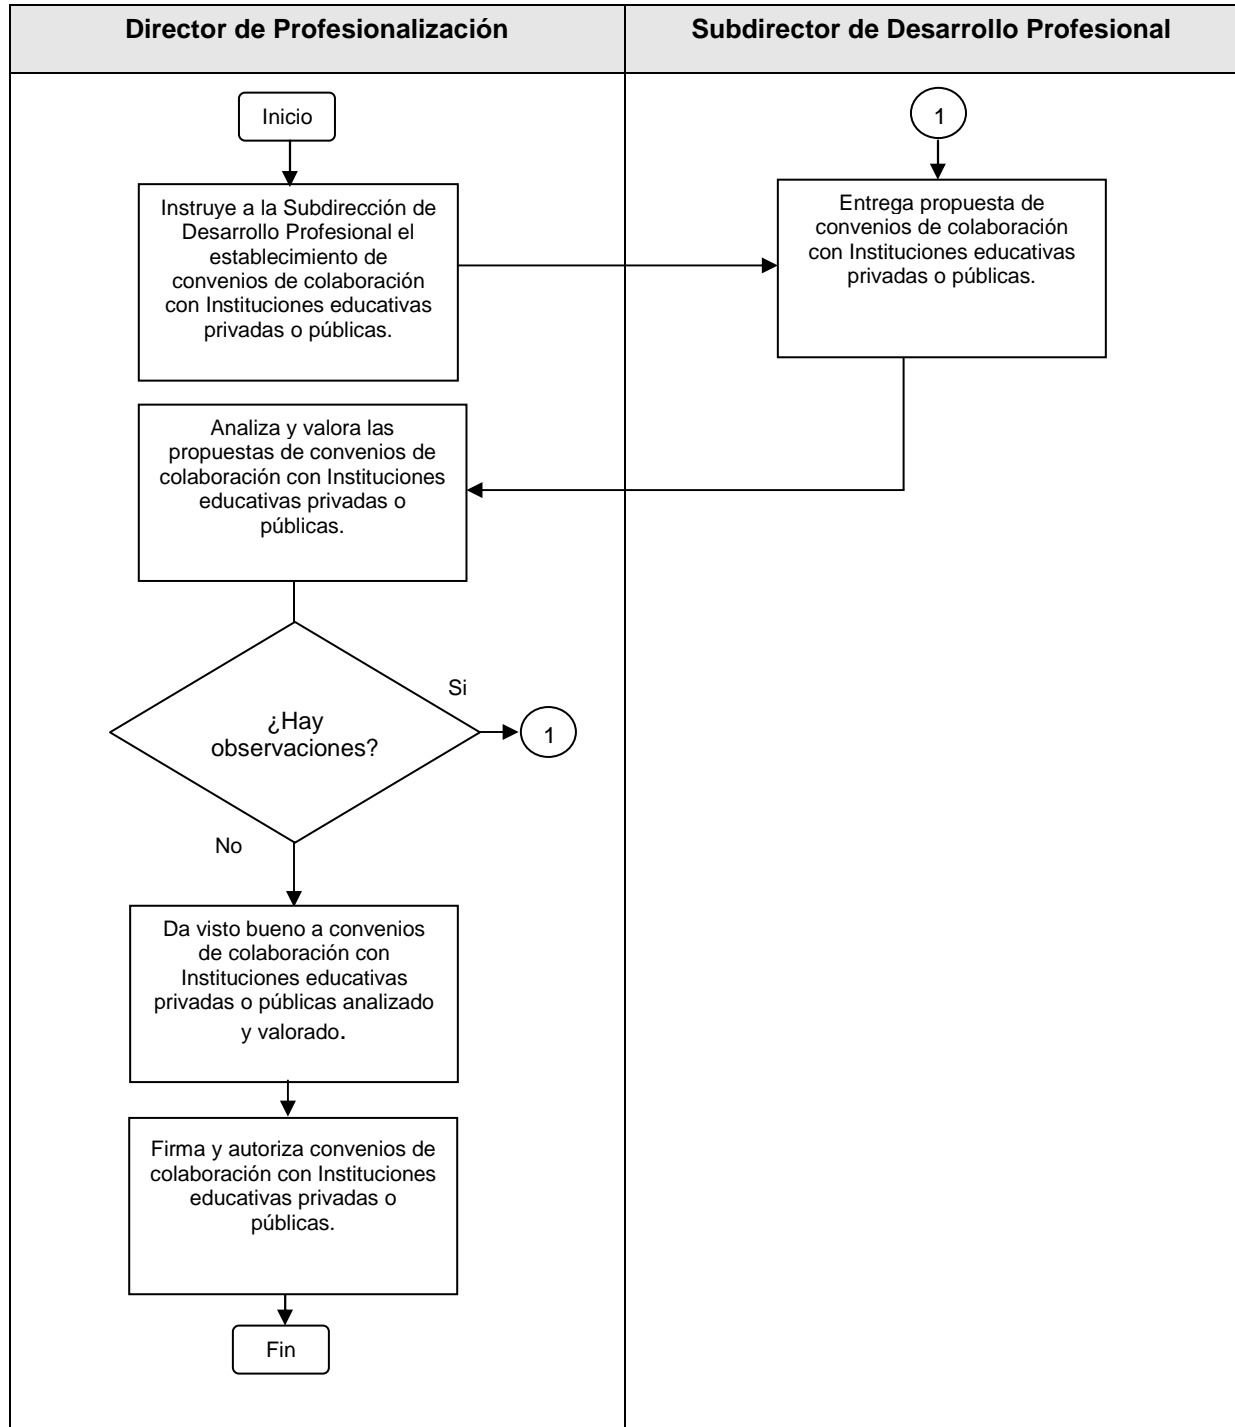 Director de Profesionalización
Subdirector de Desarrollo Profesional
Inicio
Instruye a la Subdirección de
Desarrollo Profesional el
establecimiento de
convenios de colaboración
con Instituciones educativas
privadas o públicas.
1
Entrega propuesta de
convenios de colaboración
con Instituciones educativas
privadas o públicas.
Analiza y valora las
propuestas de convenios de
colaboración con Instituciones
educativas privadas o
públicas.
¿Hay
observaciones?
Si
1
No
Da visto bueno a convenios
de colaboración con
Instituciones educativas
privadas o públicas analizado
y valorado.
Firma y autoriza convenios de
colaboración con Instituciones
educativas privadas o
públicas.
Fin